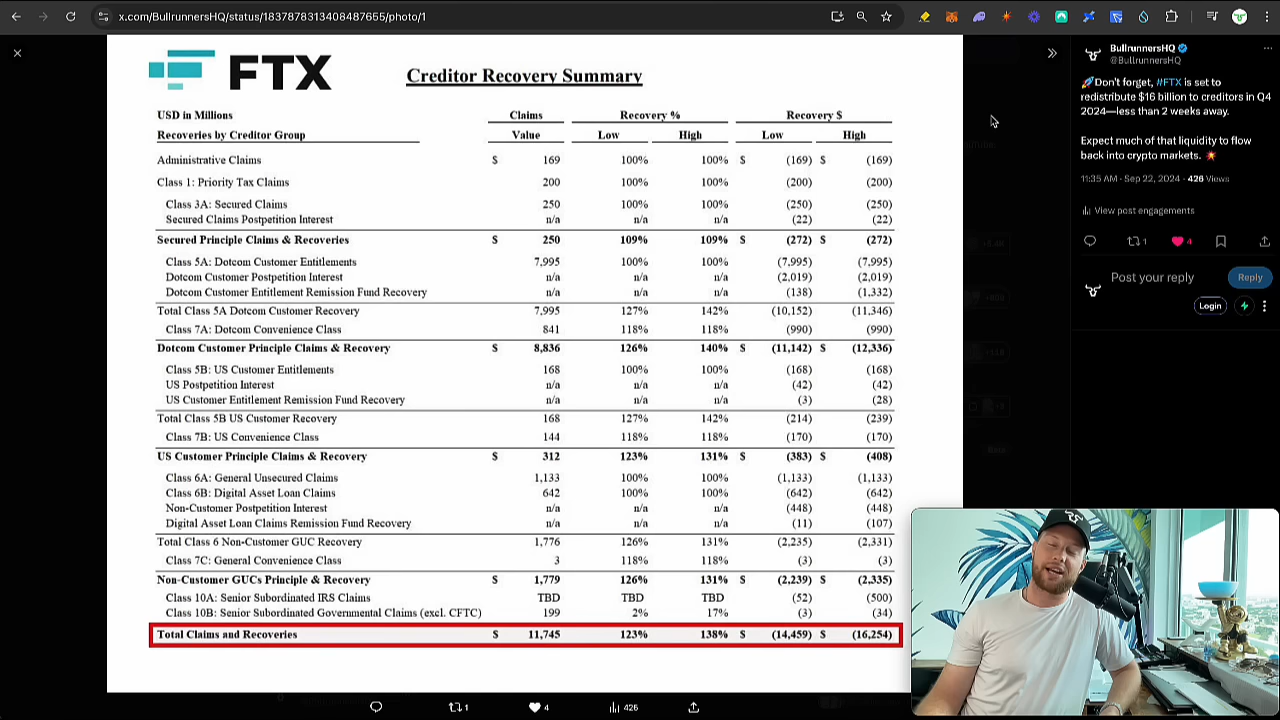 x.com/BullrunnersHQ/status/1837878313408487655/photo/1
FTX
Creditor Recovery Summary
USD in Millions Claims Recovery % Recovery $
Recoveries by Creditor Group Value Low High Low High
Administrative Claims $ 169 100% 100% $ (169) $ (169)
Class 1: Priority Tax Claims 200 100% 100% (200) (200)
Class 3A: Secured Claims 250 100% 100% (250) (250)
Secured Claims Postpetition Interest n/a n/a n/a (22) (22)
Secured Principle Claims & Recoveries $ 250 109% 109% $ (272) $ (272)
Class 5A: Dotcom Customer Entitlements 7,995 100% 100% (7,995) (7,995)
Dotcom Customer Postpetition Interest n/a n/a n/a (2,019) (2,019)
Dotcom Customer Entitlement Remission Fund Recovery n/a n/a n/a (138) (1,332)
Total Class 5A Dotcom Customer Recovery 7,995 127% 142% (10,152) (11,346)
Class 7A: Dotcom Convenience Class 841 118% 118% (990) (990)
Dotcom Customer Principle Claims & Recovery $ 8,836 126% 140% $ (11,142) $ (12,336)
Class 5B: US Customer Entitlements 168 100% 100% (168) (168)
US Postpetition Interest n/a n/a n/a (42) (42)
US Customer Entitlement Remission Fund Recovery n/a n/a n/a (3) (28)
Total Class 5B US Customer Recovery 168 127% 142% (214) (239)
Class 7B: US Convenience Class 144 118% 118% (170) (170)
US Customer Principle Claims & Recovery $ 312 123% 131% $ (383) $ (408)
Class 6A: General Unsecured Claims 1,133 100% 100% (1,133) (1,133)
Class 6B: Digital Asset Loan Claims 642 100% 100% (642) (642)
Non-Customer Postpetition Interest n/a n/a n/a (448) (448)
Digital Asset Loan Claims Remission Fund Recovery n/a n/a n/a (11) (107)
Total Class 6 Non-Customer GUC Recovery 1,776 126% 131% (2,235) (2,331)
Class 7C: General Convenience Class 3 118% 118% (3) (3)
Non-Customer GUCs Principle & Recovery $ 1,779 126% 131% $ (2,239) $ (2,335)
Class 10A: Senior Subordinated IRS Claims TBD TBD TBD (52) (500)
Class 10B: Senior Subordinated Governmental Claims (excl. CFTC) 199 2% 17% (3) (34)
Total Claims and Recoveries $ 11,745 123% 138% $ (14,459) $ (16,254)
1 4 426
BullrunnersHQ
@BullrunnersHQ
🚀Don't forget, #FTX is set to
redistribute $16 billion to creditors in Q4
2024—less than 2 weeks away.
Expect much of that liquidity to flow
back into crypto markets. 💥
11:35 AM · Sep 22, 2024 · 426 Views
View post engagements
1 4
Post your reply Reply
Login